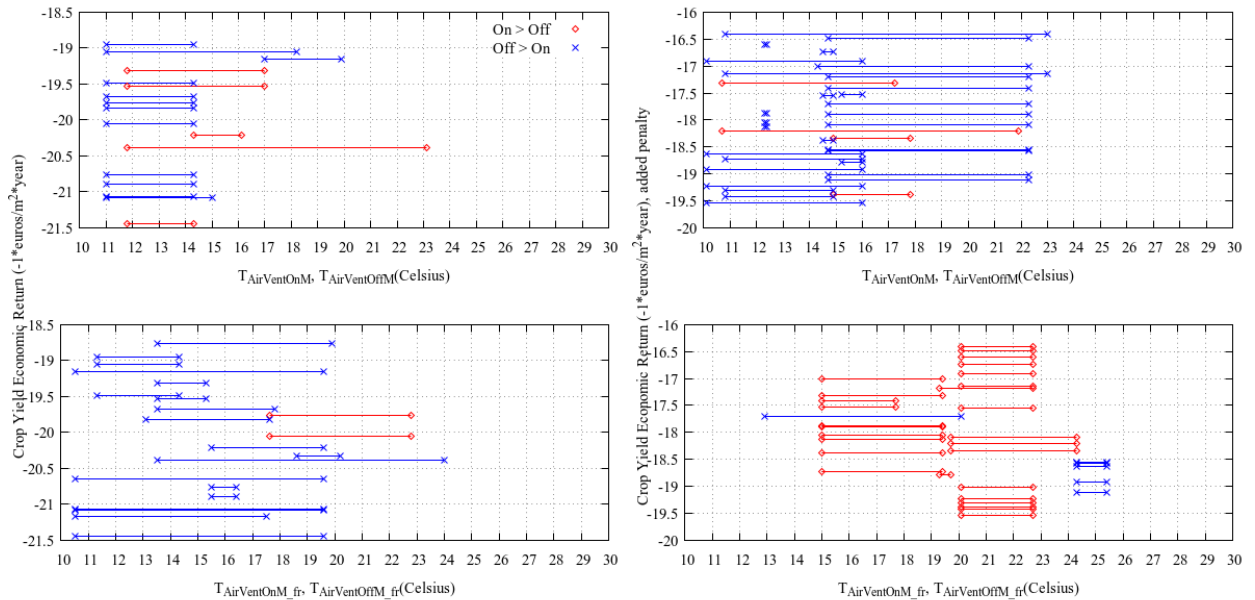 -18.5
-19
-19.5
-20
-20.5
-21
-21.5
10 11 12 13 14 15 16 17 18 19 20 21 22 23 24 25 26 27 28 29 30
On > Off
Off > On
T_AirVentOnM, T_AirVentOffM(Celsius)
-16
-16.5
-17
-17.5
-18
-18.5
-19
-19.5
-20
10 11 12 13 14 15 16 17 18 19 20 21 22 23 24 25 26 27 28 29 30
T_AirVentOnM, T_AirVentOffM(Celsius)
Crop Yield Economic Return (-1*euros/m²*year)
Crop Yield Economic Return (-1*euros/m²*year), added penalty
-18.5
-19
-19.5
-20
-20.5
-21
-21.5
10 11 12 13 14 15 16 17 18 19 20 21 22 23 24 25 26 27 28 29 30
T_AirVentOnM_fr, T_AirVentOffM_fr(Celsius)
-16
-16.5
-17
-17.5
-18
-18.5
-19
-19.5
-20
12 13 14 15 16 17 18 19 20 21 22 23 24 25 26 27 28 29 30
T_AirVentOnM_fr, T_AirVentOffM_fr(Celsius)